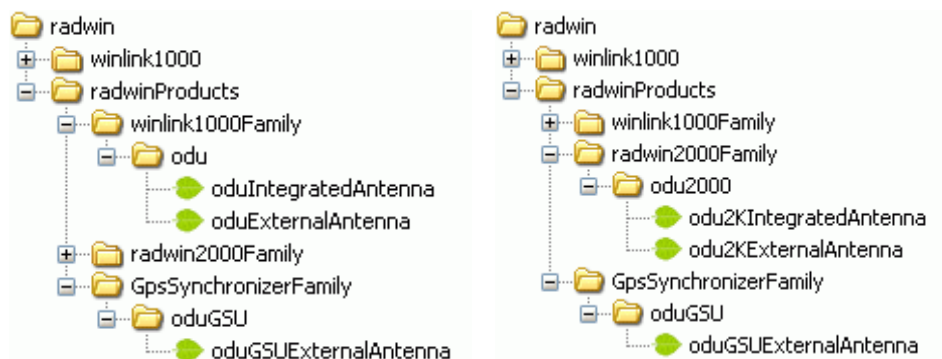 radwin
winlink1000
radwinProducts
winlink1000Family
odu
oduIntegratedAntenna
oduExternalAntenna
radwin2000Family
GpsSynchronizerFamily
oduGSU
oduGSUExternalAntenna
radwin
winlink1000
radwinProducts
winlink1000Family
radwin2000Family
odu2000
odu2KIntegratedAntenna
odu2KExternalAntenna
GpsSynchronizerFamily
oduGSU
oduGSUExternalAntenna